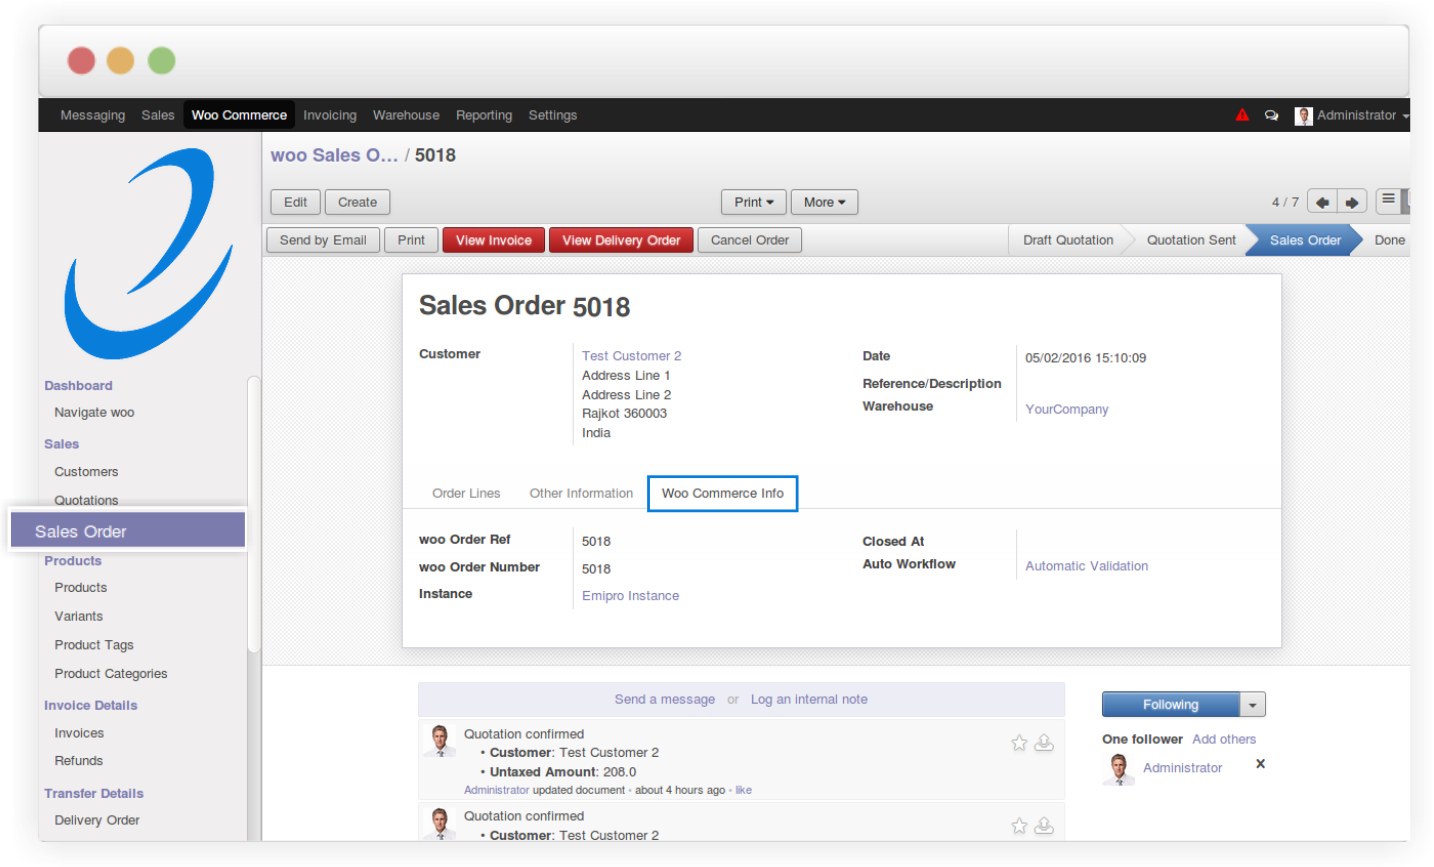 Messaging Sales Woo Commerce Invoicing Warehouse Reporting Settings Administrator
woo Sales O... / 5018
Edit Create Print More 4 / 7
Send by Email Print View Invoice View Delivery Order Cancel Order Draft Quotation Quotation Sent Sales Order Done
Dashboard
Navigate woo
Sales
Customers
Quotations
Sales Order
Products
Products
Variants
Product Tags
Product Categories
Invoice Details
Invoices
Refunds
Transfer Details
Delivery Order
Sales Order 5018
Customer
Test Customer 2
Address Line 1
Address Line 2
Rajkot 360003
India
Date 05/02/2016 15:10:09
Reference/Description
Warehouse YourCompany
Order Lines Other Information Woo Commerce Info
woo Order Ref 5018
woo Order Number 5018
Instance Emipro Instance
Closed At
Auto Workflow Automatic Validation
Send a message or Log an internal note
Quotation confirmed
• Customer: Test Customer 2
• Untaxed Amount: 208.0
Administrator updated document • about 4 hours ago • like
Quotation confirmed
• Customer: Test Customer 2
Following
One follower Add others
Administrator x